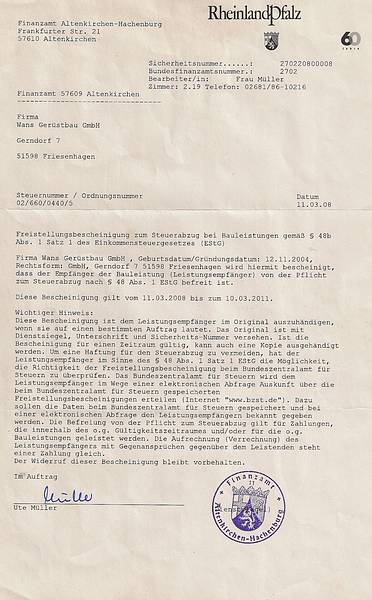 Rheinland Pfalz
Finanzamt Altenkirchen-Hachenburg
Frankfurter Str. 21
57610 Altenkirchen
60
Sicherheitsnummer.....: 270220800008
Bundesfinanzamtsnummer.: 2702
Bearbeiter/in: Frau Müller
Zimmer: 2.19 Telefon: 02681/86-10216
Finanzamt 57609 Altenkirchen
Firma
Wans Gerüstbau GmbH
Gerndorf 7
51598 Friesenhagen
Steuernummer / Ordnungsnummer Datum
02/660/0440/5 11.03.08
Freistellungsbescheinigung zum Steuerabzug bei Bauleistungen gemäß § 48b
Abs. 1 Satz 1 des Einkommensteuergesetzes (EStG)
Firma Wans Gerüstbau GmbH , Geburtsdatum/Gründungsdatum: 12.11.2004,
Rechtsform: GmbH, Gerndorf 7 51598 Friesenhagen wird hiermit bescheinigt,
dass der Empfänger der Bauleistung (Leistungsempfänger) von der Pflicht
zum Steuerabzug nach § 48 Abs. 1 EStG befreit ist.
Diese Bescheinigung gilt vom 11.03.2008 bis zum 10.03.2011.
Wichtiger Hinweis:
Diese Bescheinigung ist dem Leistungsempfänger im Original auszuhändigen,
wenn sie auf einen bestimmten Auftrag lautet. Das Original ist mit
Dienstsiegel, Unterschrift und Sicherheits-Nummer versehen. Ist die
Bescheinigung für einen Zeitraum gültig, kann auch eine Kopie ausgehändigt
werden. Um eine Haftung für den Steuerabzug zu vermeiden, hat der
Leistungsempfänger im Sinne des § 48 Abs. 1 Satz 1 EStG die Möglichkeit,
die Richtigkeit der Freistellungsbescheinigung beim Bundeszentralamt für
Steuern zu überprüfen. Das Bundeszentralamt für Steuern wird dem
Leistungsempfänger im Wege einer elektronischen Abfrage Auskunft über die
beim Bundeszentralamt für Steuern gespeicherten
Freistellungsbescheinigungen erteilen (Internet "www.bzst.de"). Dazu
sollen die Daten beim Bundeszentralamt für Steuern gespeichert und bei
einer elektronischen Abfrage den Leistungsempfängern bekannt gegeben
werden. Die Befreiung von der Pflicht zum Steuerabzug gilt für Zahlungen,
die innerhalb des o.g. Gültigkeitszeitraumes und/oder für die o.g.
Bauleistungen geleistet werden. Die Aufrechnung (Verrechnung) des
Leistungsempfängers mit Gegenansprüchen gegenüber dem Leistenden steht
einer Zahlung gleich.
Der Widerruf dieser Bescheinigung bleibt vorbehalten.
Im Auftrag
Müller
Ute Müller
Finanzamt
Altenkirchen-Hachenburg